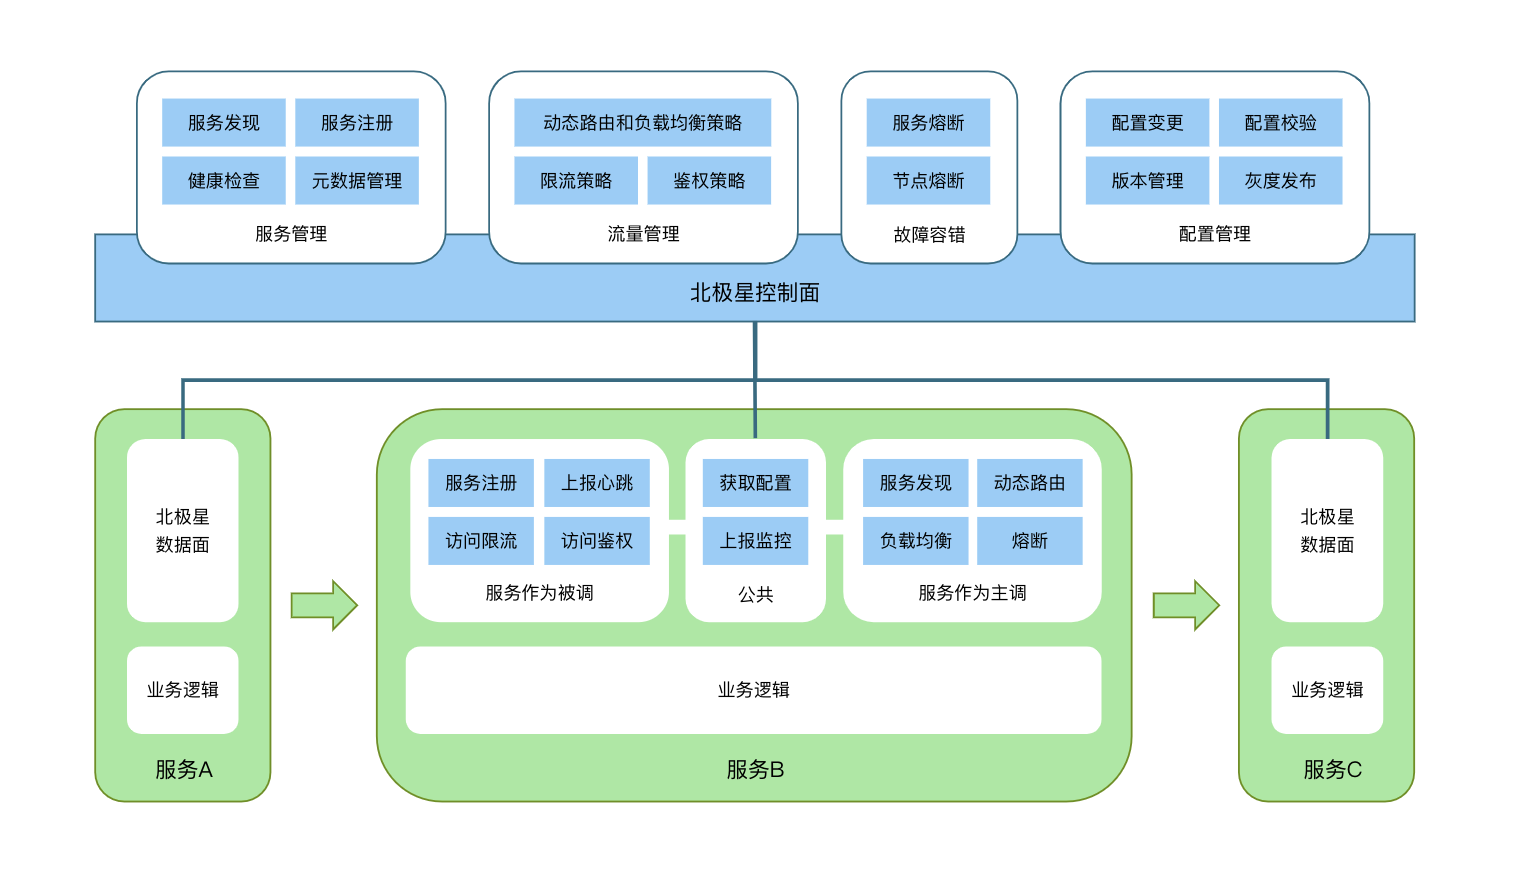 服务发现
服务注册
健康检查
元数据管理
服务管理
动态路由和负载均衡策略
限流策略
鉴权策略
流量管理
服务熔断
节点熔断
故障容错
配置变更
配置校验
版本管理
灰度发布
配置管理
北极星控制面
北极星
数据面
业务逻辑
服务A
服务注册
上报心跳
访问限流
访问鉴权
服务作为被调
获取配置
上报监控
公共
服务发现
动态路由
负载均衡
熔断
服务作为主调
业务逻辑
服务B
北极星
数据面
业务逻辑
服务C